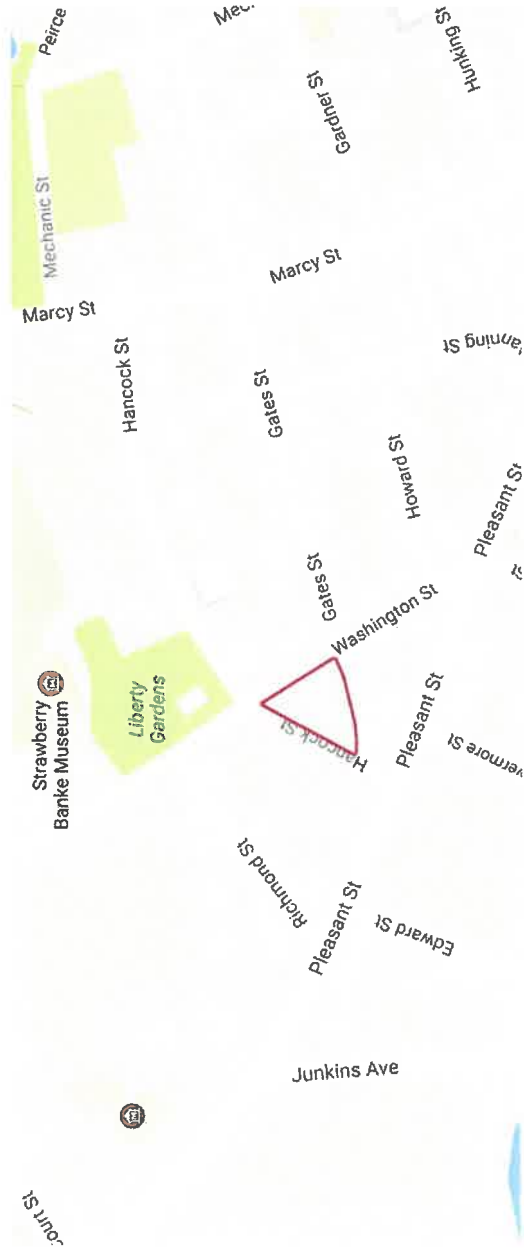 Peirce
Mechanic St
Gardner St
Hunking St
Marcy St
Marcy St
Hancock St
Gates St
Howard St
Pleasant St
Gates St
Washington St
Strawberry
Banke Museum
Liberty
Gardens
Hancock St
Pleasant St
Richmond St
Pleasant St
Edward St
Junkins Ave